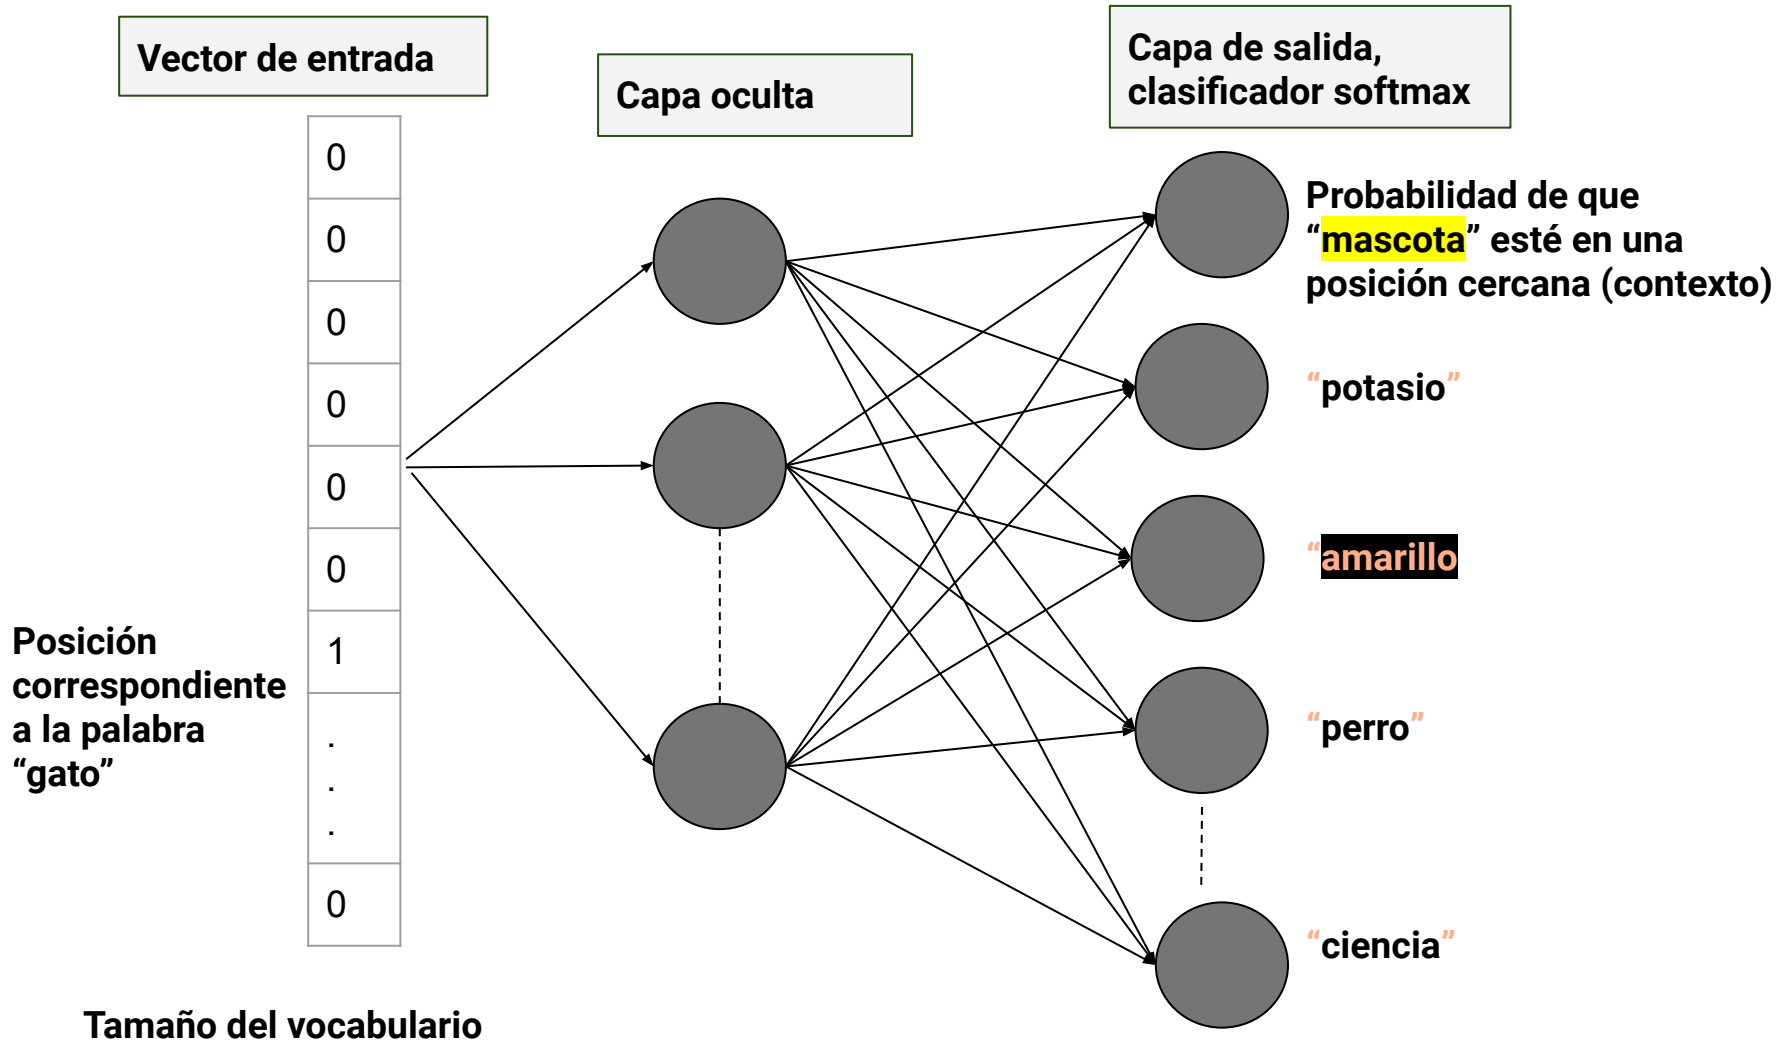 Vector de entrada
Capa oculta
Capa de salida,
clasificador softmax
0
0
0
0
0
0
1
.
.
.
0
Posición
correspondiente
a la palabra
“gato”
Tamaño del vocabulario
Probabilidad de que
“mascota” esté en una
posición cercana (contexto)
“potasio”
“amarillo
“perro”
“ciencia”